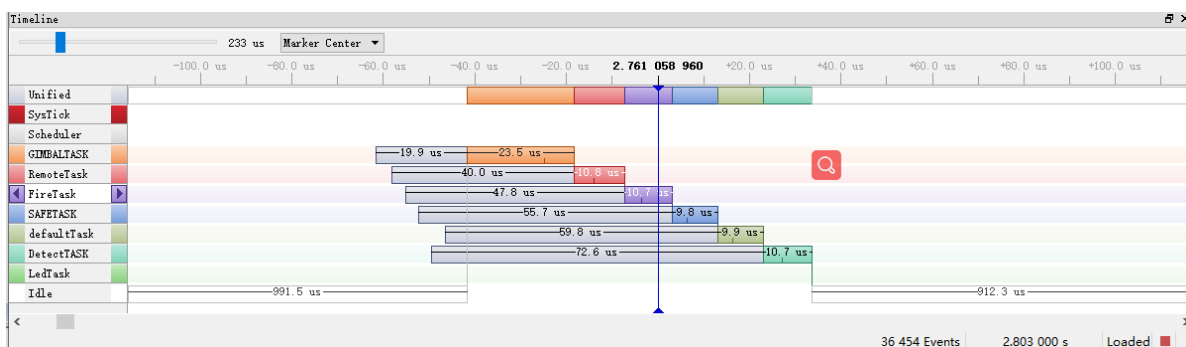 Timeline
233 us Marker Center
-100.0 us -80.0 us -60.0 us -40.0 us -20.0 us 2.761 058 960 +20.0 us +40.0 us +60.0 us +80.0 us +100.0 us
Unified
SysTick
Scheduler
GIMBALTASK 19.9 us 23.5 us
RemoteTask 40.0 us 10.8 us
FireTask 47.8 us 10.7 us
SAFETASK 55.7 us 9.8 us
defaultTask 59.8 us 9.9 us
DetectTASK 72.6 us 10.7 us
LedTask
Idle 991.5 us 912.3 us
36 454 Events 2.803 000 s Loaded